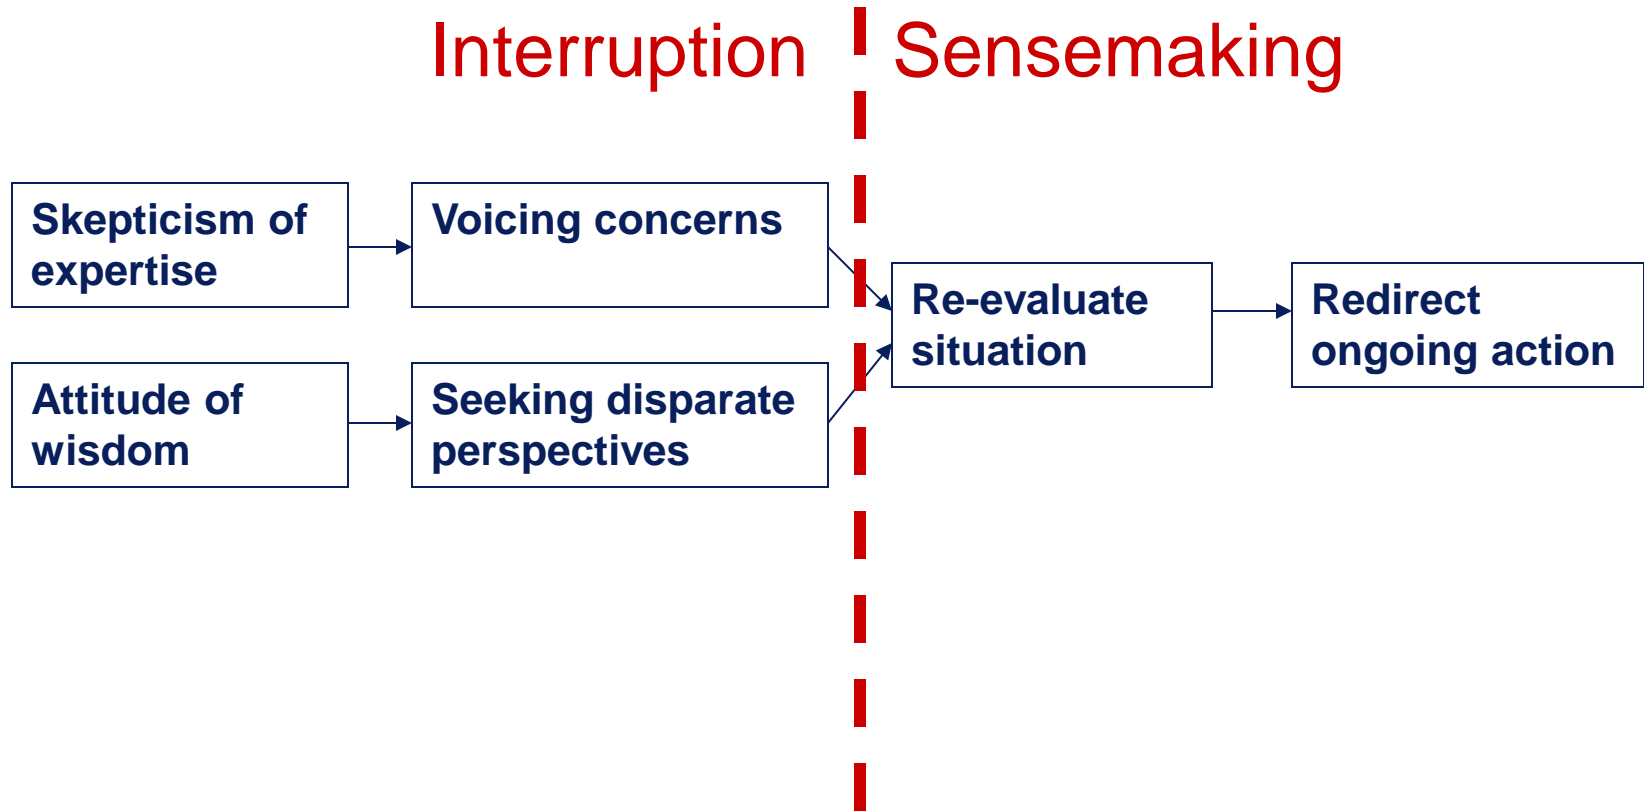 Interruption
Sensemaking
Skepticism of
expertise
Voicing concerns
Re-evaluate
situation
Redirect
ongoing action
Attitude of
wisdom
Seeking disparate
perspectives